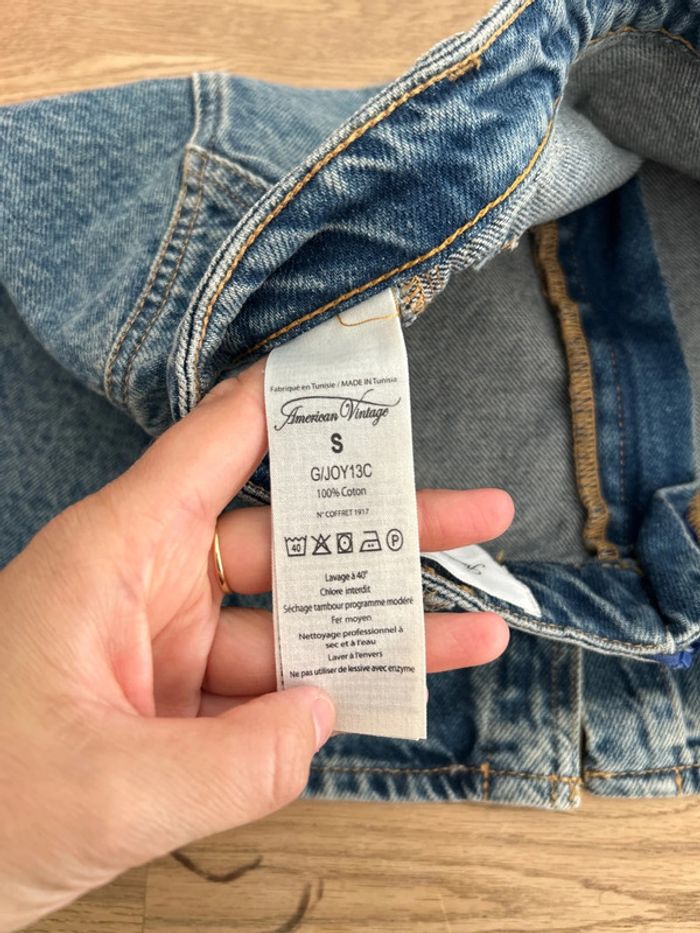 Fabriqué en Tunisie / MADE IN Tunisia
American Vintage
S
G/JOY13C
100% Coton
N° COFFRET 1917
40 P
Lavage à 40°
Chlore interdit
Séchage tambour programme modéré
Fer moyen
Nettoyage professionnel à
sec et à l'eau
Laver à l'envers
Ne pas utiliser de lessive avec enzyme